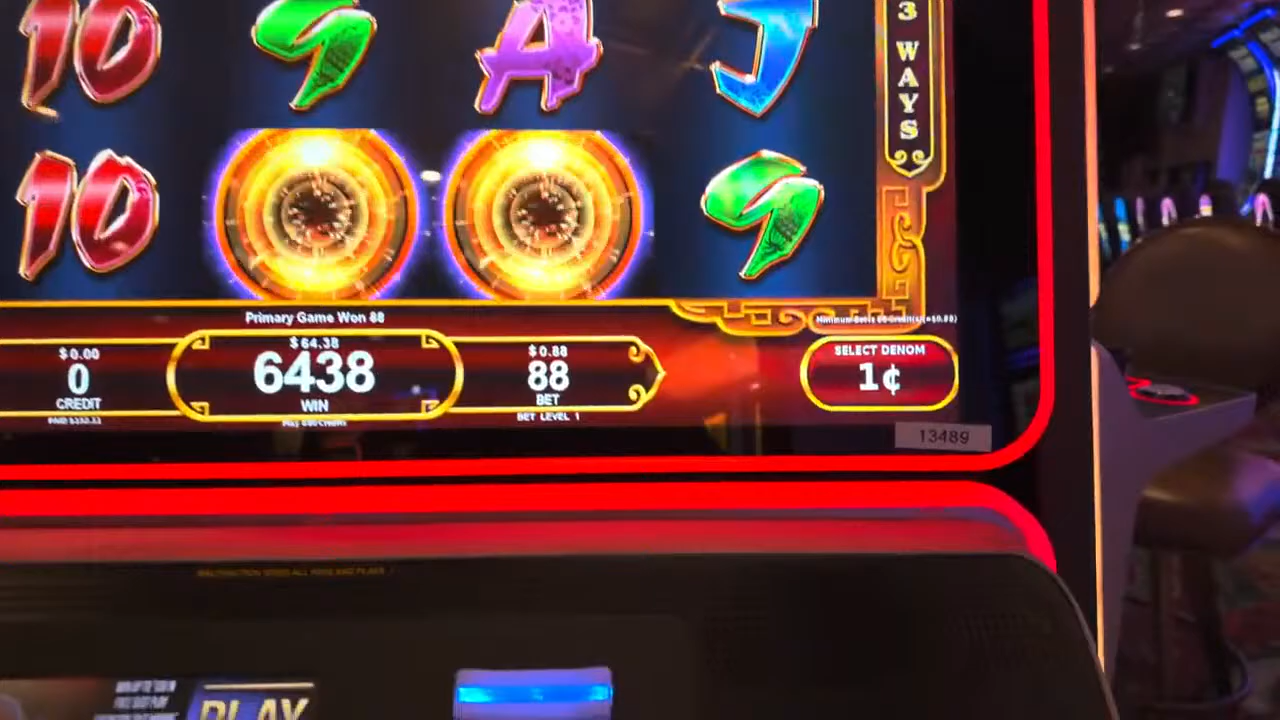 10 9 A J
3 WAYS
10 9
Primary Game Won 88
$0.00
0
CREDIT
$64.38
6438
WIN
$0.88
88
BET
BET LEVEL 1
SELECT DENOM
1¢
13489
PLAY